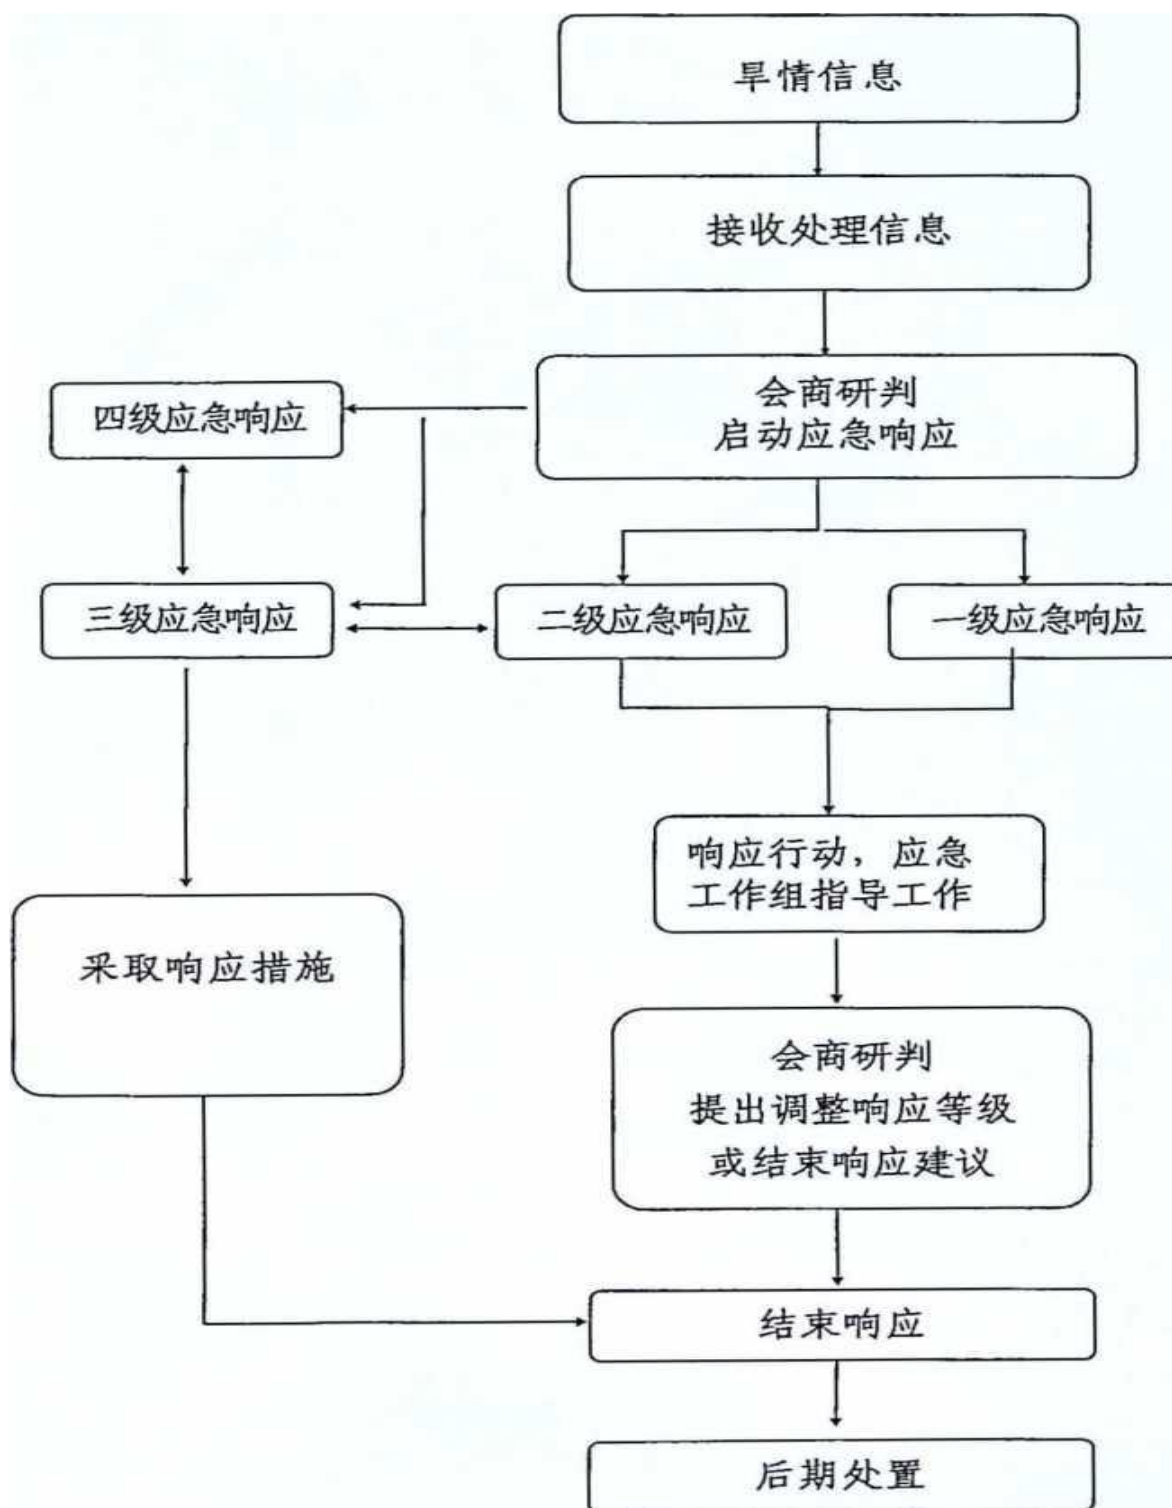 旱情信息
接收处理信息
会商研判
启动应急响应
四级应急响应
三级应急响应
二级应急响应
一级应急响应
响应行动，应急
工作组指导工作
采取响应措施
会商研判
提出调整响应等级
或结束响应建议
结束响应
后期处置